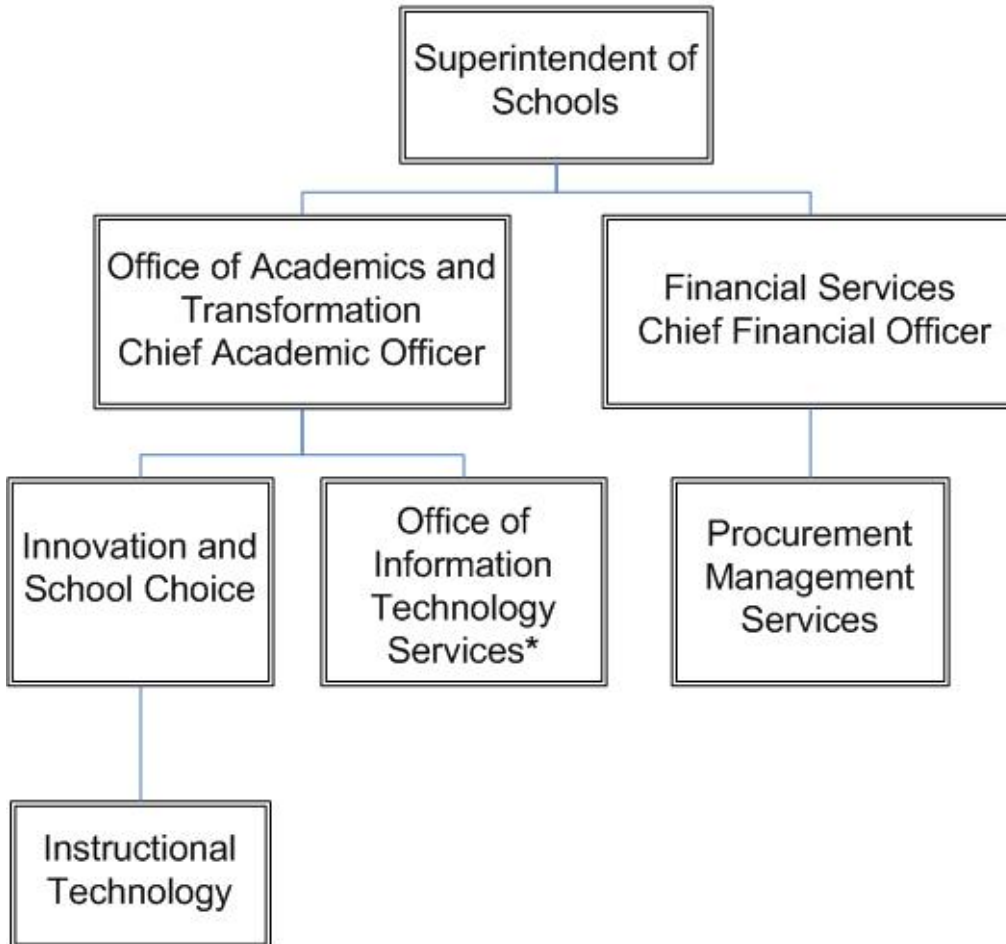 Superintendent of
Schools
Office of Academics and
Transformation
Chief Academic Officer
Financial Services
Chief Financial Officer
Innovation and
School Choice
Office of
Information
Technology
Services*
Procurement
Management
Services
Instructional
Technology